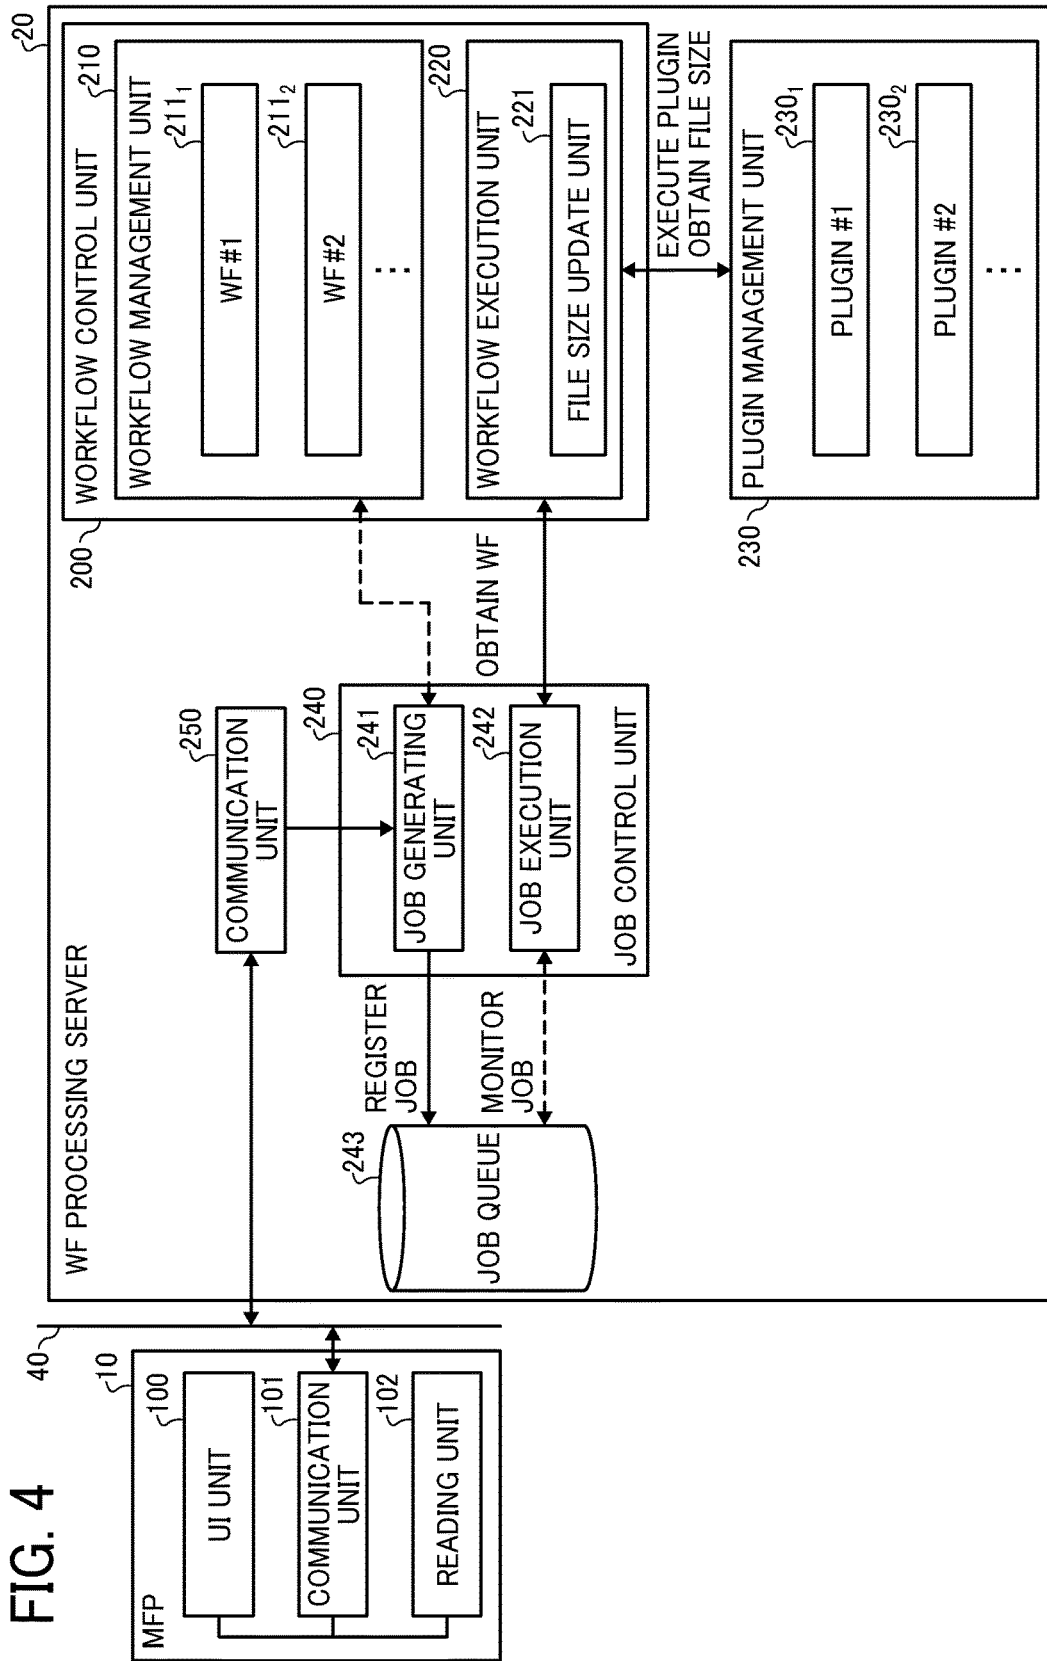 FIG. 4
MFP
10
UI UNIT
100
COMMUNICATION
UNIT
101
READING UNIT
102
40
WF PROCESSING SERVER
20
COMMUNICATION
UNIT
250
JOB QUEUE
243
REGISTER
JOB
MONITOR
JOB
240
JOB GENERATING
UNIT
241
JOB EXECUTION
UNIT
242
JOB CONTROL UNIT
OBTAIN WF
200
WORKFLOW CONTROL UNIT
WORKFLOW MANAGEMENT UNIT
210
WF#1
211₁
WF#2
211₂
⋮
WORKFLOW EXECUTION UNIT
220
FILE SIZE UPDATE UNIT
221
EXECUTE PLUGIN
OBTAIN FILE SIZE
230
PLUGIN MANAGEMENT UNIT
PLUGIN #1
230₁
PLUGIN #2
230₂
⋮